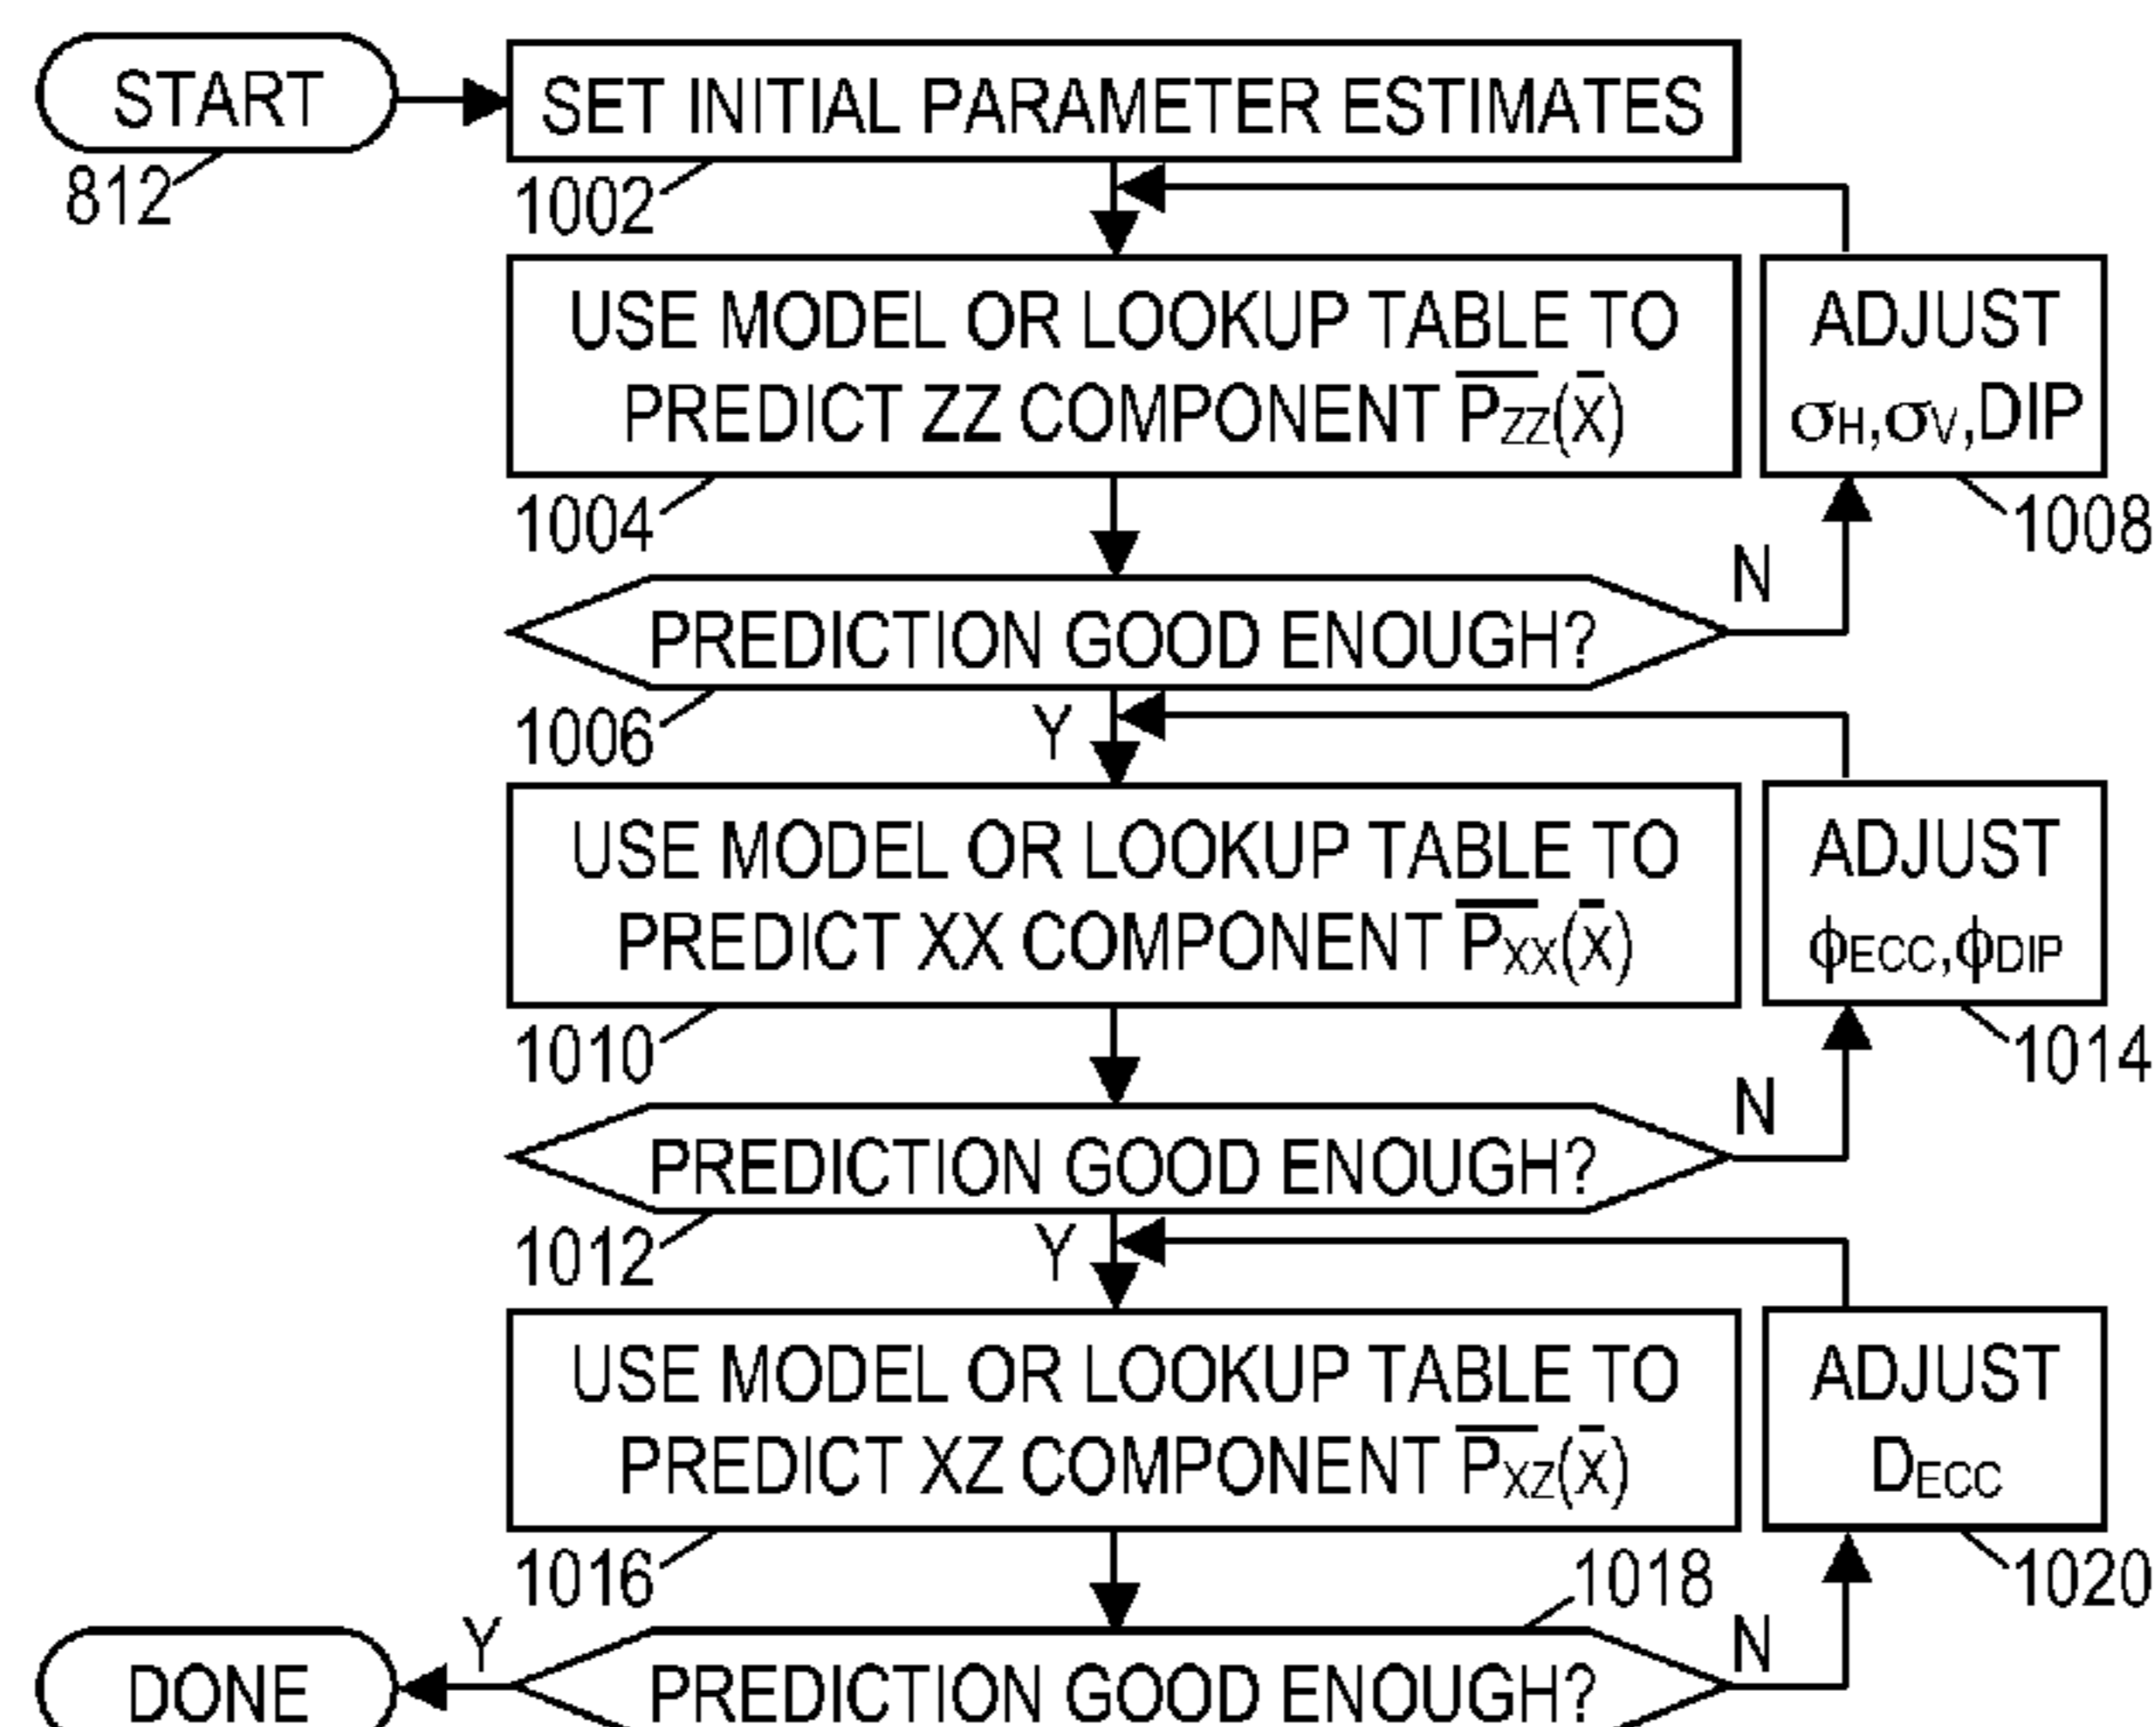 START
812
SET INITIAL PARAMETER ESTIMATES
1002
USE MODEL OR LOOKUP TABLE TO
PREDICT ZZ COMPONENT P̅Z̅Z̅(x̄)
1004
ADJUST
σH,σV,DIP
1008
PREDICTION GOOD ENOUGH?
N
1006
Y
USE MODEL OR LOOKUP TABLE TO
PREDICT XX COMPONENT P̅X̅X̅(x̄)
1010
ADJUST
ϕECC,ϕDIP
1014
PREDICTION GOOD ENOUGH?
N
1012
Y
USE MODEL OR LOOKUP TABLE TO
PREDICT XZ COMPONENT P̅X̅Z̅(x̄)
1016
ADJUST
DECC
1020
1018
PREDICTION GOOD ENOUGH?
N
Y
DONE